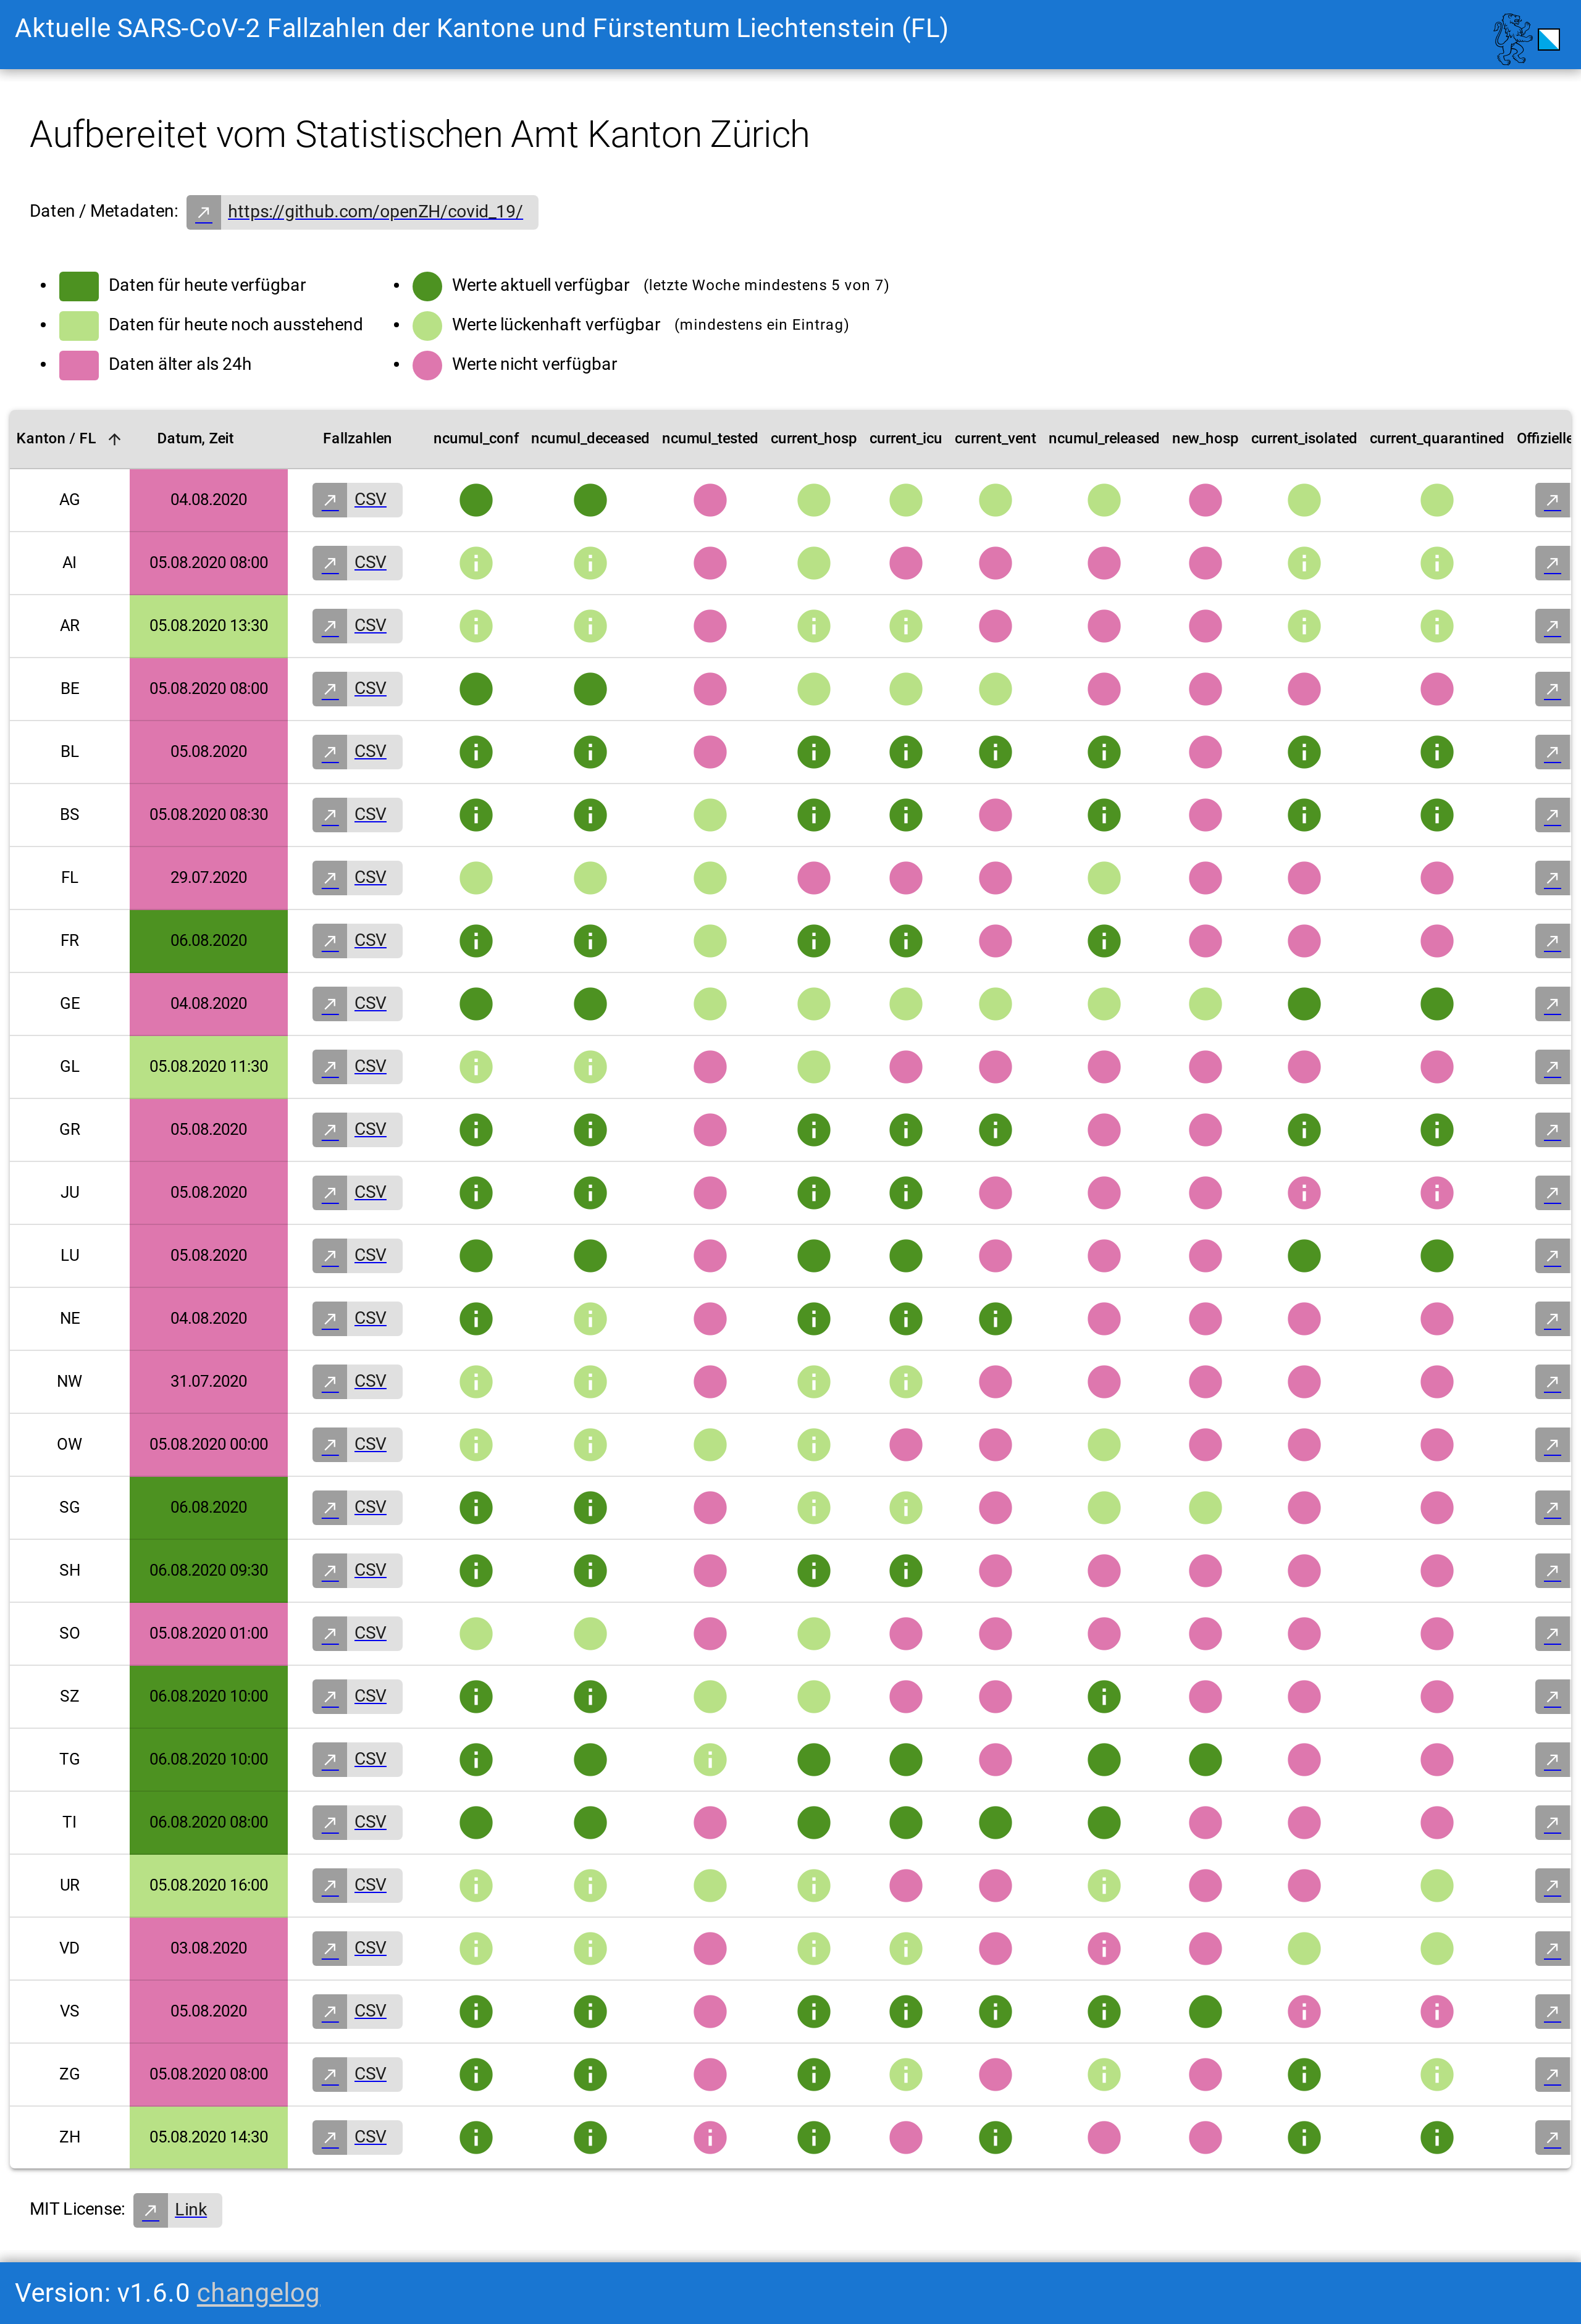 Aktuelle SARS-CoV-2 Fallzahlen der Kantone und Fürstentum Liechtenstein (FL)
Aufbereitet vom Statistischen Amt Kanton Zürich
Daten / Metadaten: https://github.com/openZH/covid_19/
Daten für heute verfügbar
Daten für heute noch ausstehend
Daten älter als 24h
Werte aktuell verfügbar (letzte Woche mindestens 5 von 7)
Werte lückenhaft verfügbar (mindestens ein Eintrag)
Werte nicht verfügbar
Kanton / FL Datum, Zeit Fallzahlen ncumul_conf ncumul_deceased ncumul_tested current_hosp current_icu current_vent ncumul_released new_hosp current_isolated current_quarantined Offizielle
AG 04.08.2020 CSV
AI 05.08.2020 08:00 CSV
AR 05.08.2020 13:30 CSV
BE 05.08.2020 08:00 CSV
BL 05.08.2020 CSV
BS 05.08.2020 08:30 CSV
FL 29.07.2020 CSV
FR 06.08.2020 CSV
GE 04.08.2020 CSV
GL 05.08.2020 11:30 CSV
GR 05.08.2020 CSV
JU 05.08.2020 CSV
LU 05.08.2020 CSV
NE 04.08.2020 CSV
NW 31.07.2020 CSV
OW 05.08.2020 00:00 CSV
SG 06.08.2020 CSV
SH 06.08.2020 09:30 CSV
SO 05.08.2020 01:00 CSV
SZ 06.08.2020 10:00 CSV
TG 06.08.2020 10:00 CSV
TI 06.08.2020 08:00 CSV
UR 05.08.2020 16:00 CSV
VD 03.08.2020 CSV
VS 05.08.2020 CSV
ZG 05.08.2020 08:00 CSV
ZH 05.08.2020 14:30 CSV
MIT License: Link
Version: v1.6.0 changelog